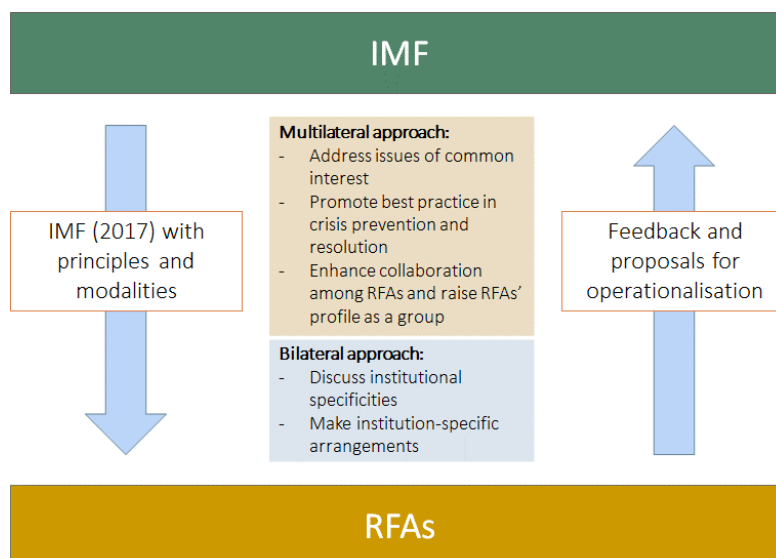 IMF
IMF (2017) with
principles and
modalities
Multilateral approach:
- Address issues of common
interest
- Promote best practice in
crisis prevention and
resolution
- Enhance collaboration
among RFAs and raise RFAs’
profile as a group
Bilateral approach:
- Discuss institutional
specificities
- Make institution-specific
arrangements
Feedback and
proposals for
operationalisation
RFAs